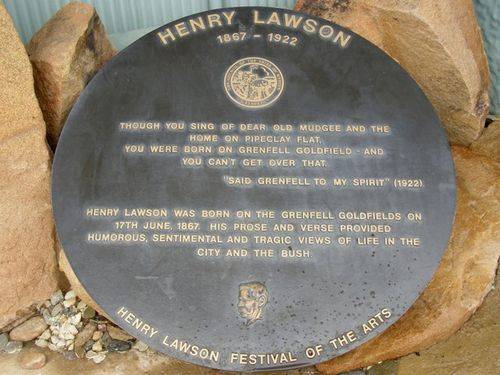 HENRY LAWSON
1867 - 1922
THOUGH YOU SING OF DEAR OLD MUDGEE AND THE
HOME ON PIPECLAY FLAT,
YOU WERE BORN ON GRENFELL GOLDFIELD - AND
YOU CAN'T GET OVER THAT.
"SAID GRENFELL TO MY SPIRIT" (1922)
HENRY LAWSON WAS BORN ON THE GRENFELL GOLDFIELDS ON
17TH JUNE, 1867. HIS PROSE AND VERSE PROVIDED
HUMOROUS, SENTIMENTAL AND TRAGIC VIEWS OF LIFE IN THE
CITY AND THE BUSH.
HENRY LAWSON FESTIVAL OF THE ARTS